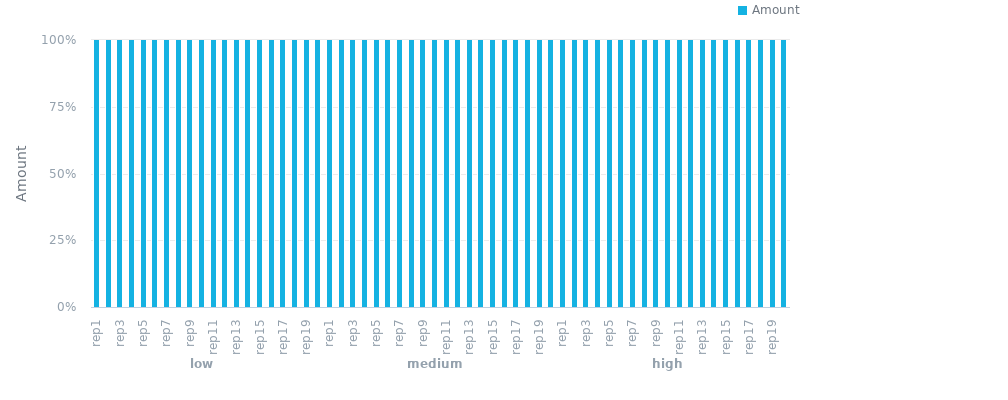 Amount
100%
75%
50%
25%
0%
Amount
rep1 rep3 rep5 rep7 rep9 rep11 rep13 rep15 rep17 rep19 rep1 rep3 rep5 rep7 rep9 rep11 rep13 rep15 rep17 rep19 rep1 rep3 rep5 rep7 rep9 rep11 rep13 rep15 rep17 rep19
low medium high